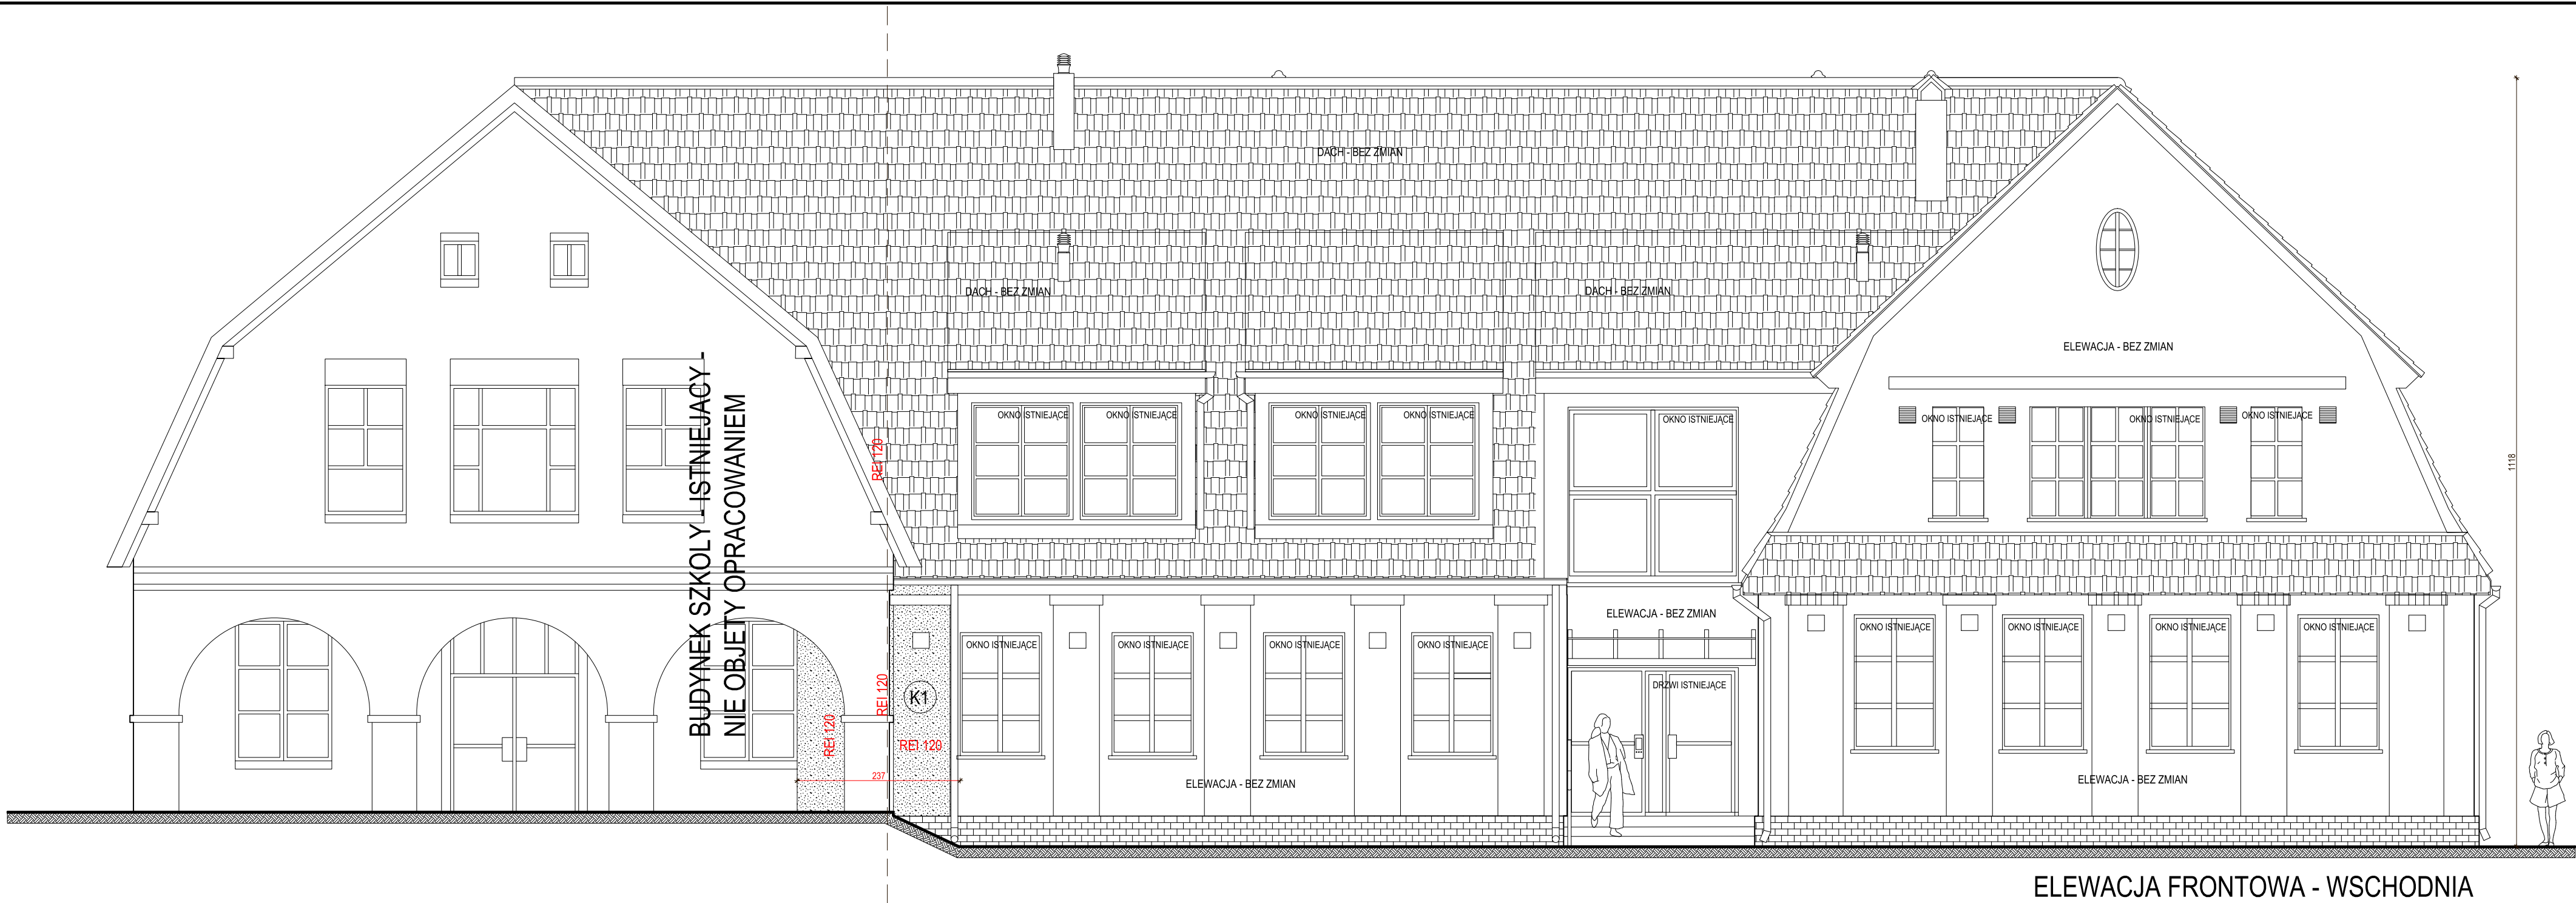 DACH - BEZ ZMIAN
DACH - BEZ ZMIAN
DACH - BEZ ZMIAN
ELEWACJA - BEZ ZMIAN
OKNO ISTNIEJĄCE
OKNO ISTNIEJĄCE
OKNO ISTNIEJĄCE
OKNO ISTNIEJĄCE
OKNO ISTNIEJĄCE
OKNO ISTNIEJĄCE
OKNO ISTNIEJĄCE
OKNO ISTNIEJĄCE
BUDYNEK SZKOLY - ISTNIEJACY -
NIE OBJETY OPRACOWANIEM
REI 120
1118
ELEWACJA - BEZ ZMIAN
OKNO ISTNIEJĄCE
OKNO ISTNIEJĄCE
OKNO ISTNIEJĄCE
OKNO ISTNIEJĄCE
OKNO ISTNIEJĄCE
OKNO ISTNIEJĄCE
OKNO ISTNIEJĄCE
OKNO ISTNIEJĄCE
DRZWI ISTNIEJĄCE
REI 120
K1
REI 120
REI 120
237
ELEWACJA - BEZ ZMIAN
ELEWACJA - BEZ ZMIAN
ELEWACJA FRONTOWA - WSCHODNIA